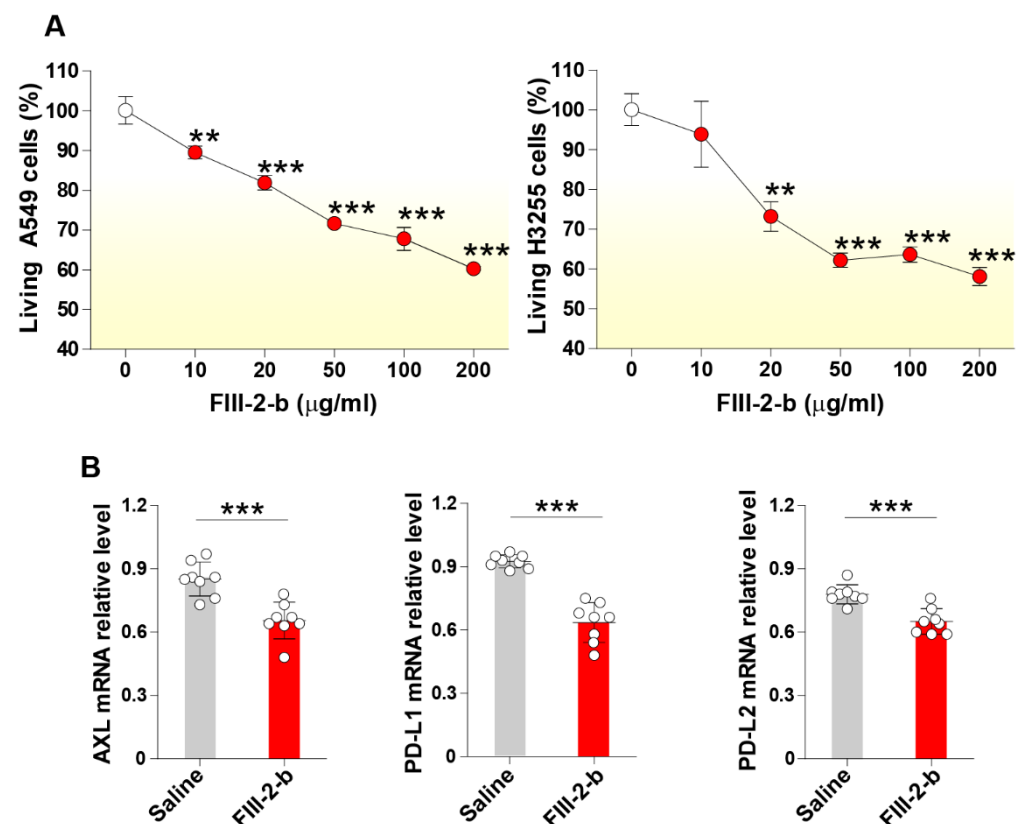 A
Living A549 cells (%)
110
100
90
80
70
60
50
40
**
***
***
***
***
0 10 20 50 100 200
FIII-2-b (μg/ml)
Living H3255 cells (%)
110
100
90
80
70
60
50
40
**
***
***
***
0 10 20 50 100 200
FIII-2-b (μg/ml)
B
AXL mRNA relative level
1.2
0.9
0.6
0.3
0
***
Saline
FIII-2-b
PD-L1 mRNA relative level
1.2
0.9
0.6
0.3
0
***
Saline
FIII-2-b
PD-L2 mRNA relative level
1.2
0.9
0.6
0.3
0
***
Saline
FIII-2-b